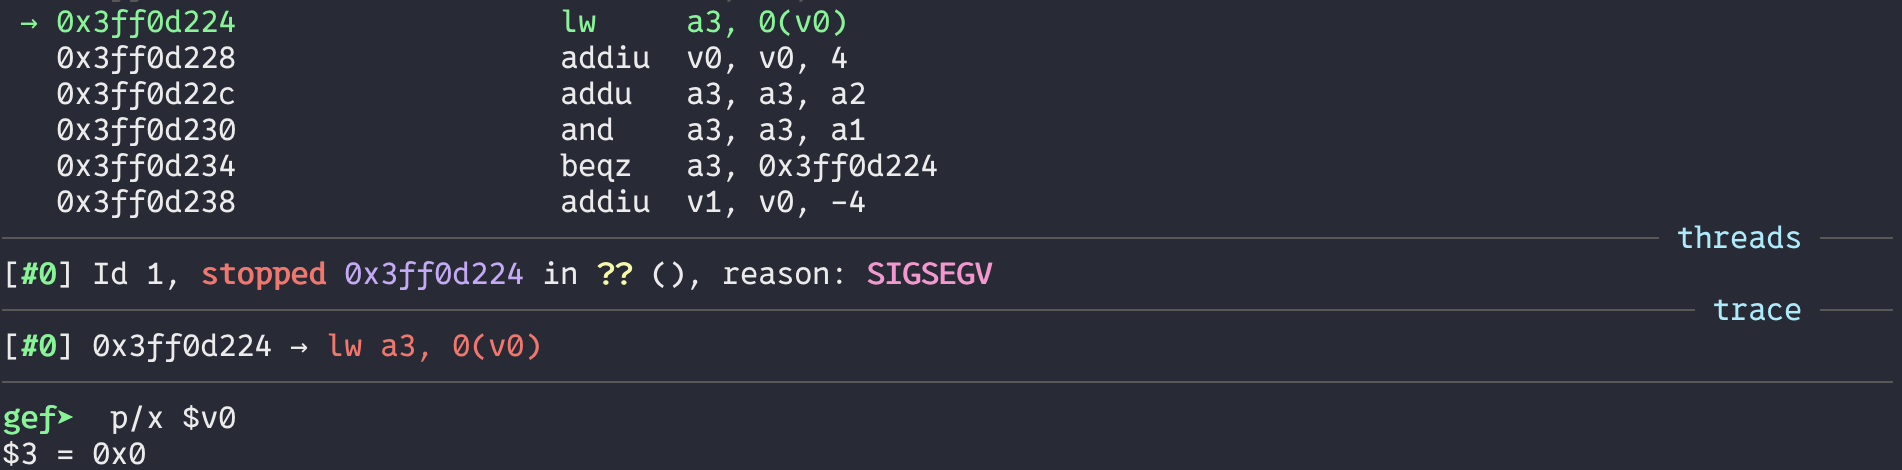 → 0x3ff0d224 lw a3, 0(v0)
0x3ff0d228 addiu v0, v0, 4
0x3ff0d22c addu a3, a3, a2
0x3ff0d230 and a3, a3, a1
0x3ff0d234 beqz a3, 0x3ff0d224
0x3ff0d238 addiu v1, v0, -4
threads
[#0] Id 1, stopped 0x3ff0d224 in ?? (), reason: SIGSEGV
trace
[#0] 0x3ff0d224 → lw a3, 0(v0)
gef➤ p/x $v0
$3 = 0x0